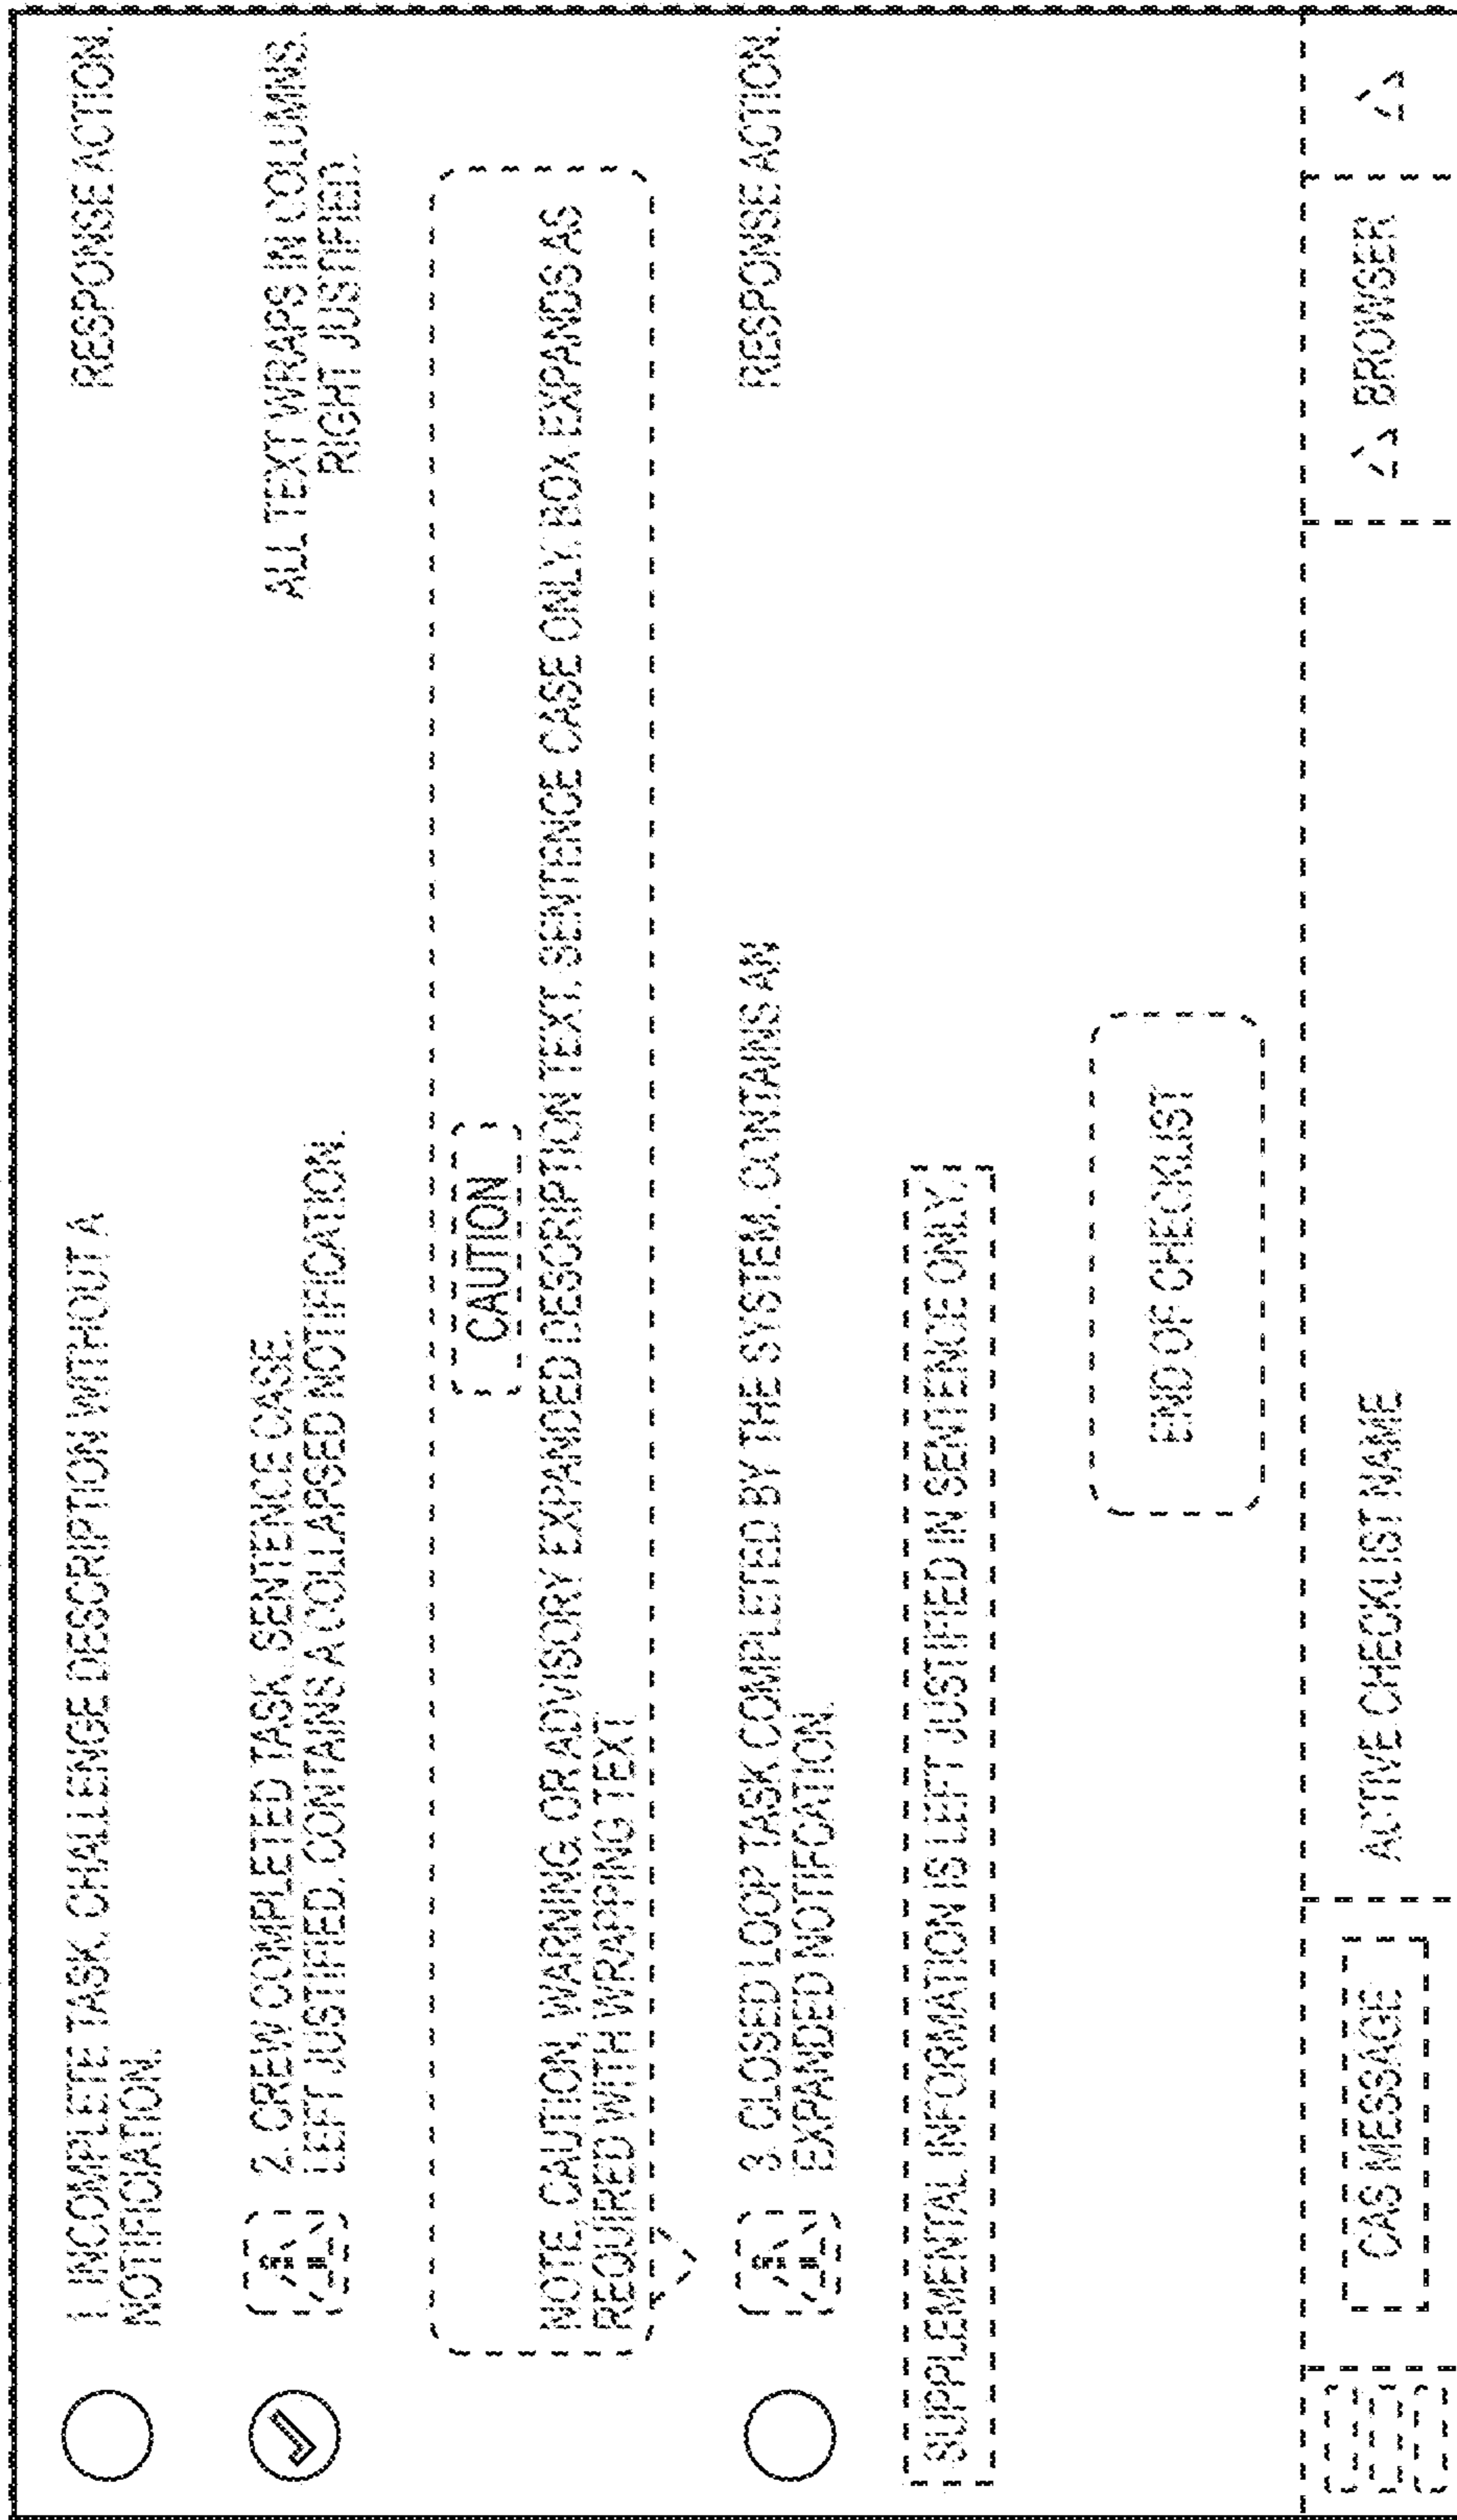 1. INCOMPLETE TASK. CHALLENGE DESCRIPTION WITHOUT A
NOTIFICIATION.
RESPONSE ACTION.
2. CREW COMPLETED TASK. SENTENCE CASE.
LEFT JUSTIFIED. CONTAINS A COLLAPSED NOTIFICATION.
ALL TEXT WRAPS IN COLUMNS.
RIGHT JUSTIFIED.
CAUTION
NOTE, CAUTION, WARNING, OR ADVISORY EXPANDED DESCRIPTION TEXT. SENTENCE CASE ONLY. BOX EXPANDS AS
REQUIRED WITH WRAPPING TEXT
3. CLOSED LOOP TASK COMPLETED BY THE SYSTEM. CONTAINS AN
EXPANDED NOTIFCATION.
RESPONSE ACTION.
SUPPLEMENTAL INFORMATION IS LEFT JUSTIFIED IN SENTENCE ONLY.
END OF CHECKLIST
CAS MESSAGE
ACTIVE CHECKLIST NAME
BROWSER